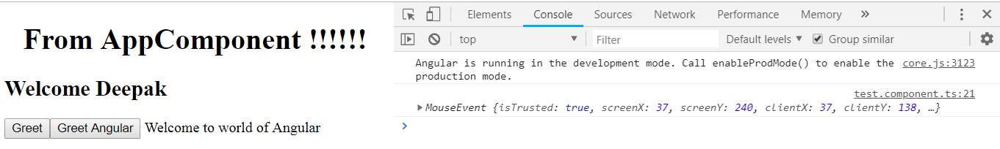 From AppComponent !!!!!!
Welcome Deepak
Greet Greet Angular Welcome to world of Angular
Elements Console Sources Network Performance Memory »
top ▼ Filter Default levels ▼ Group similar
Angular is running in the development mode. Call enableProdMode() to enable the core.js:3123
production mode.
test.component.ts:21
▶ MouseEvent {isTrusted: true, screenX: 37, screenY: 240, clientX: 37, clientY: 138, …}
>